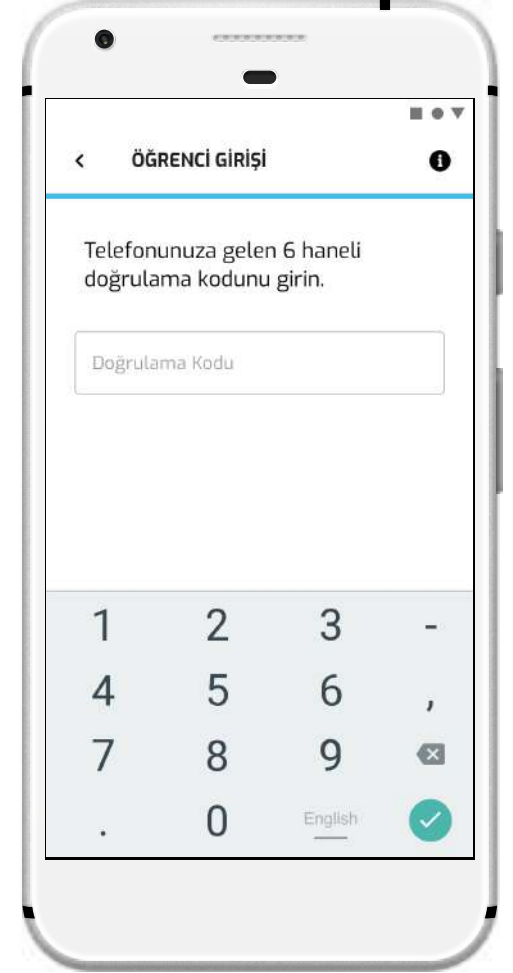 ÖĞRENCİ GİRİŞİ
Telefonunuza gelen 6 haneli
doğrulama kodunu girin.
Doğrulama Kodu
1 2 3 -
4 5 6 ,
7 8 9
. 0 English